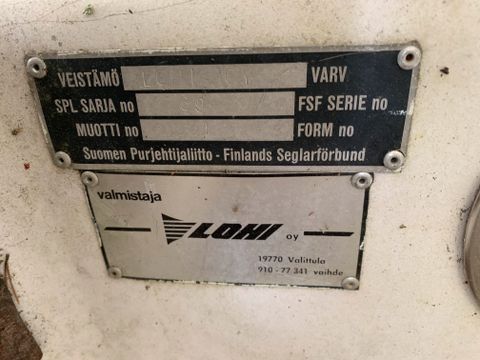 VEISTÄMÖ VARV
SPL SARJA no FSF SERIE no
MUOTTI no FORM no
Suomen Purjehtijaliitto - Finlands Seglarförbund
valmistaja
LOHI oy
19770 Valittula
910 - 77 341 vaihde